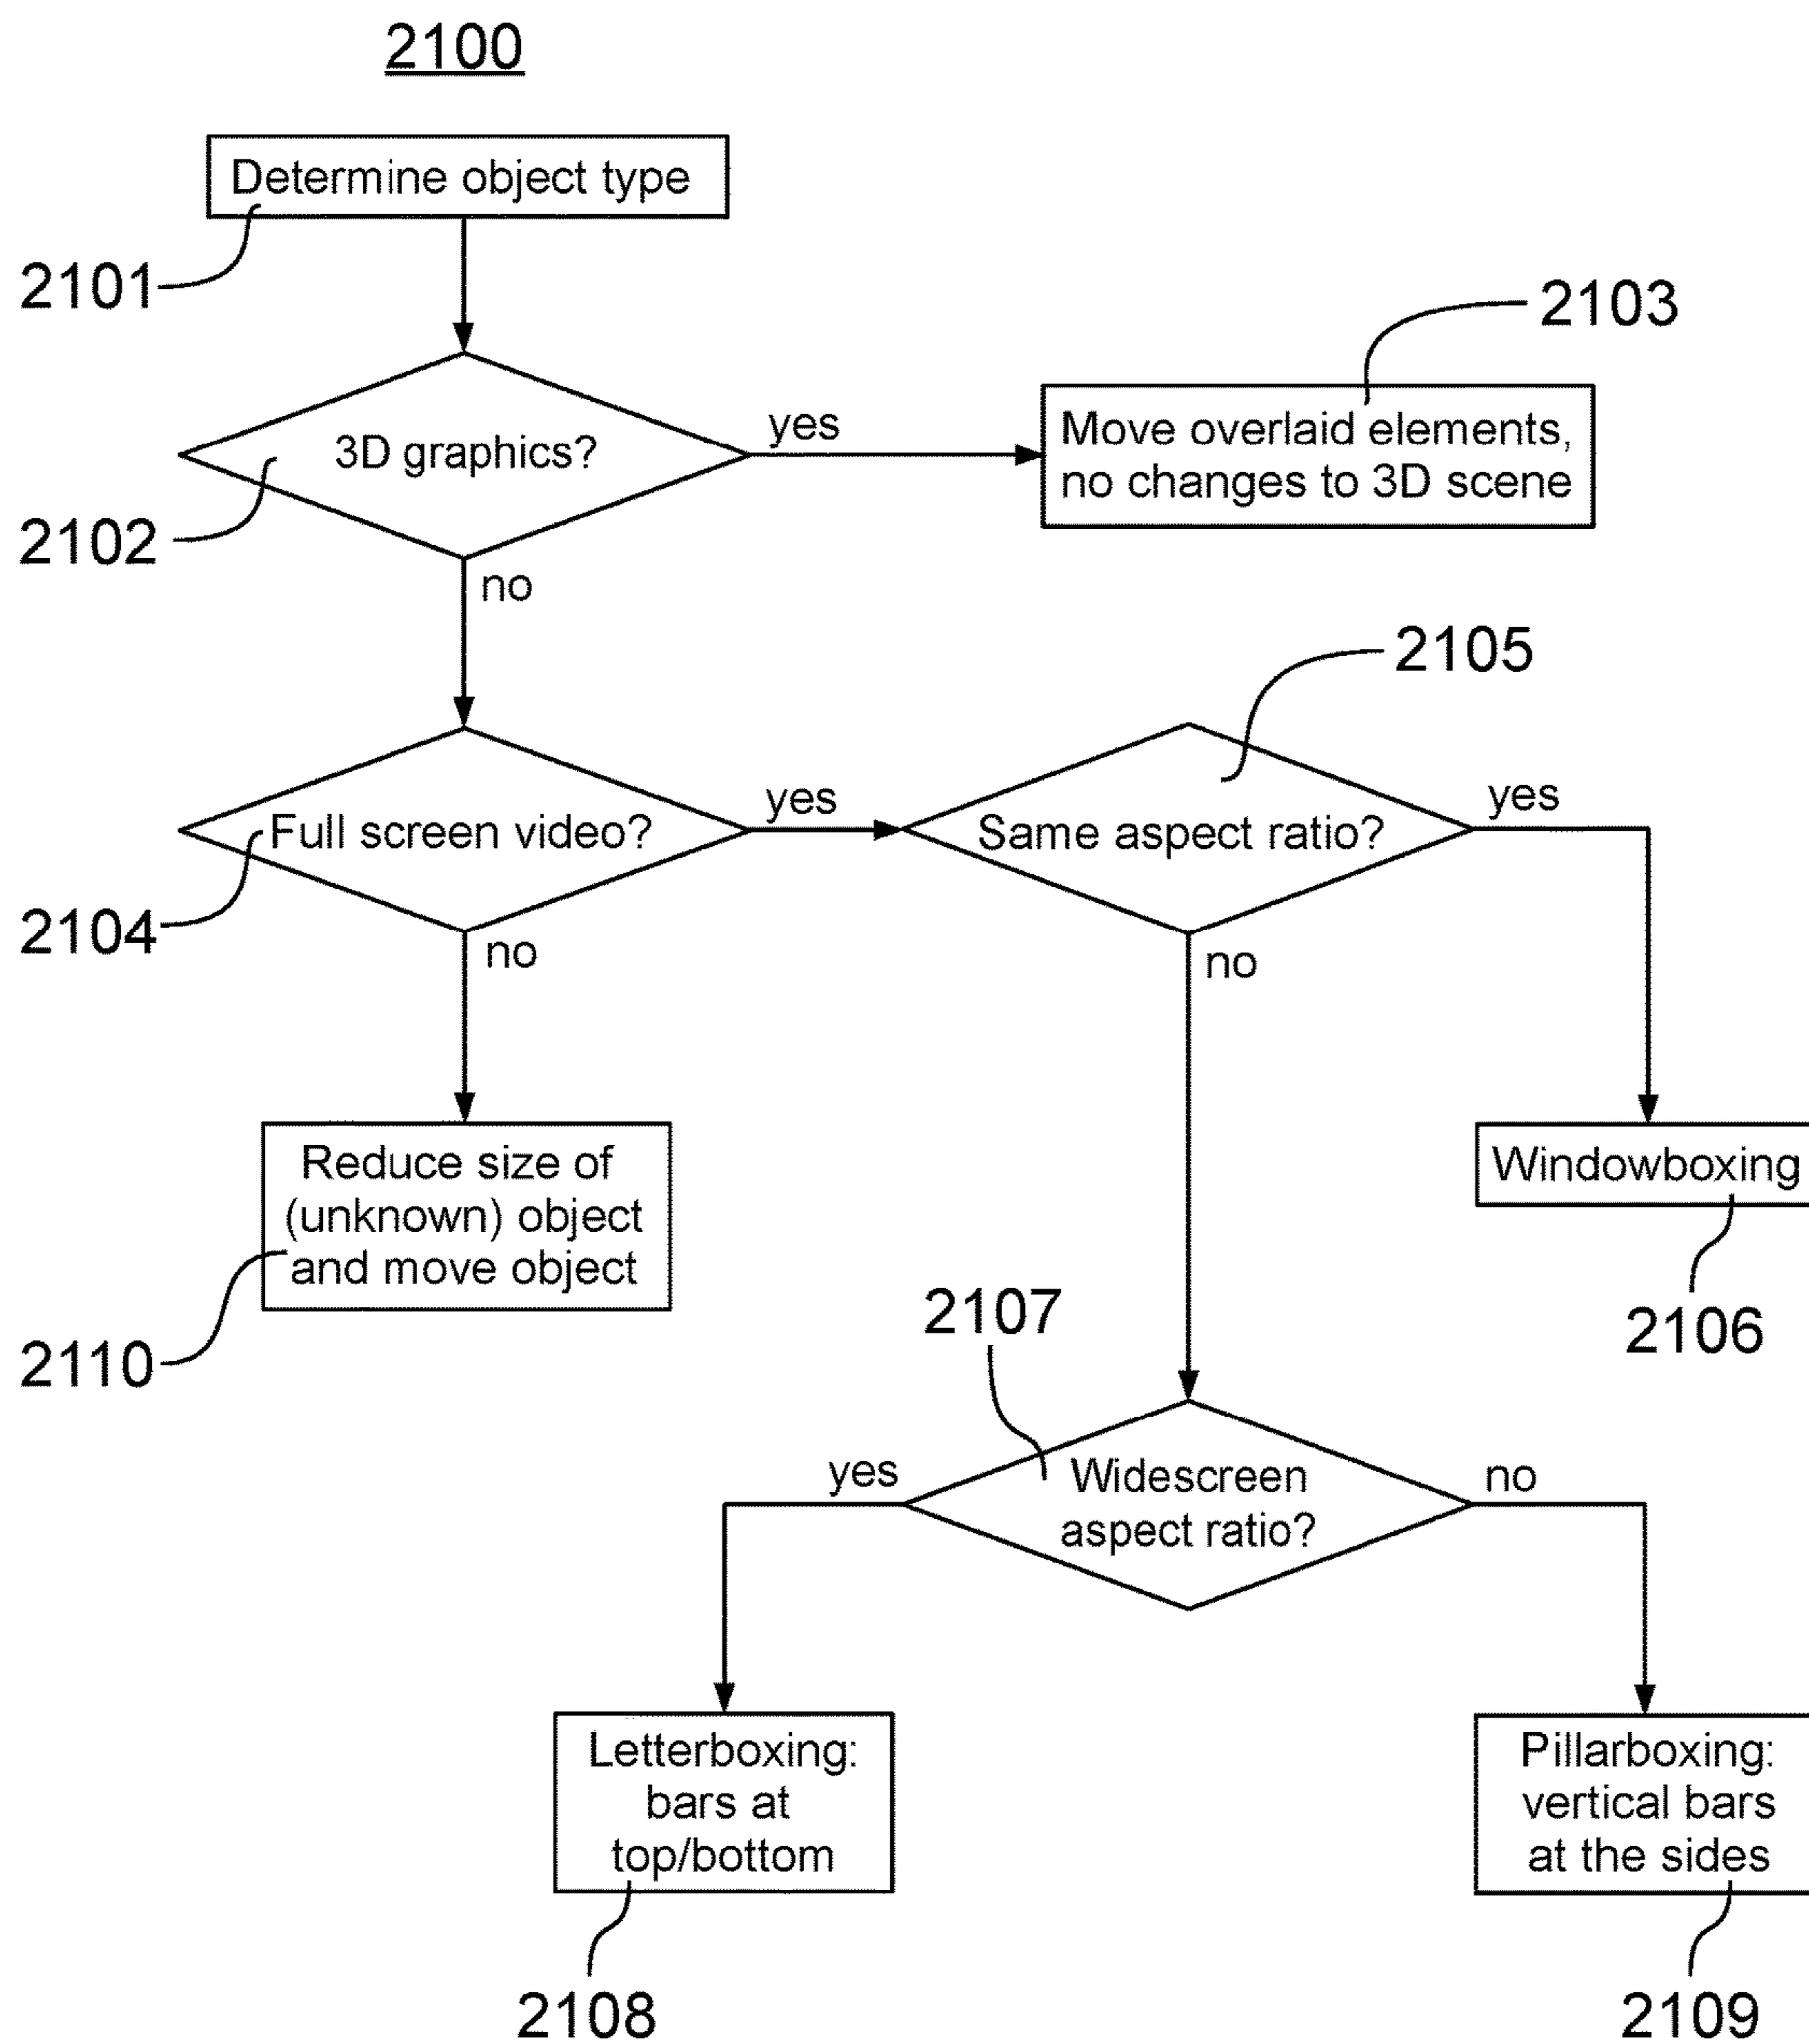 2100
Determine object type
2101
2103
3D graphics?
yes
Move overlaid elements,
no changes to 3D scene
2102
no
2105
Full screen video?
yes
Same aspect ratio?
yes
2104
no
no
Reduce size of
(unknown) object
and move object
Windowboxing
2110
2107
2106
yes
Widescreen
aspect ratio?
no
Letterboxing:
bars at
top/bottom
Pillarboxing:
vertical bars
at the sides
2108
2109